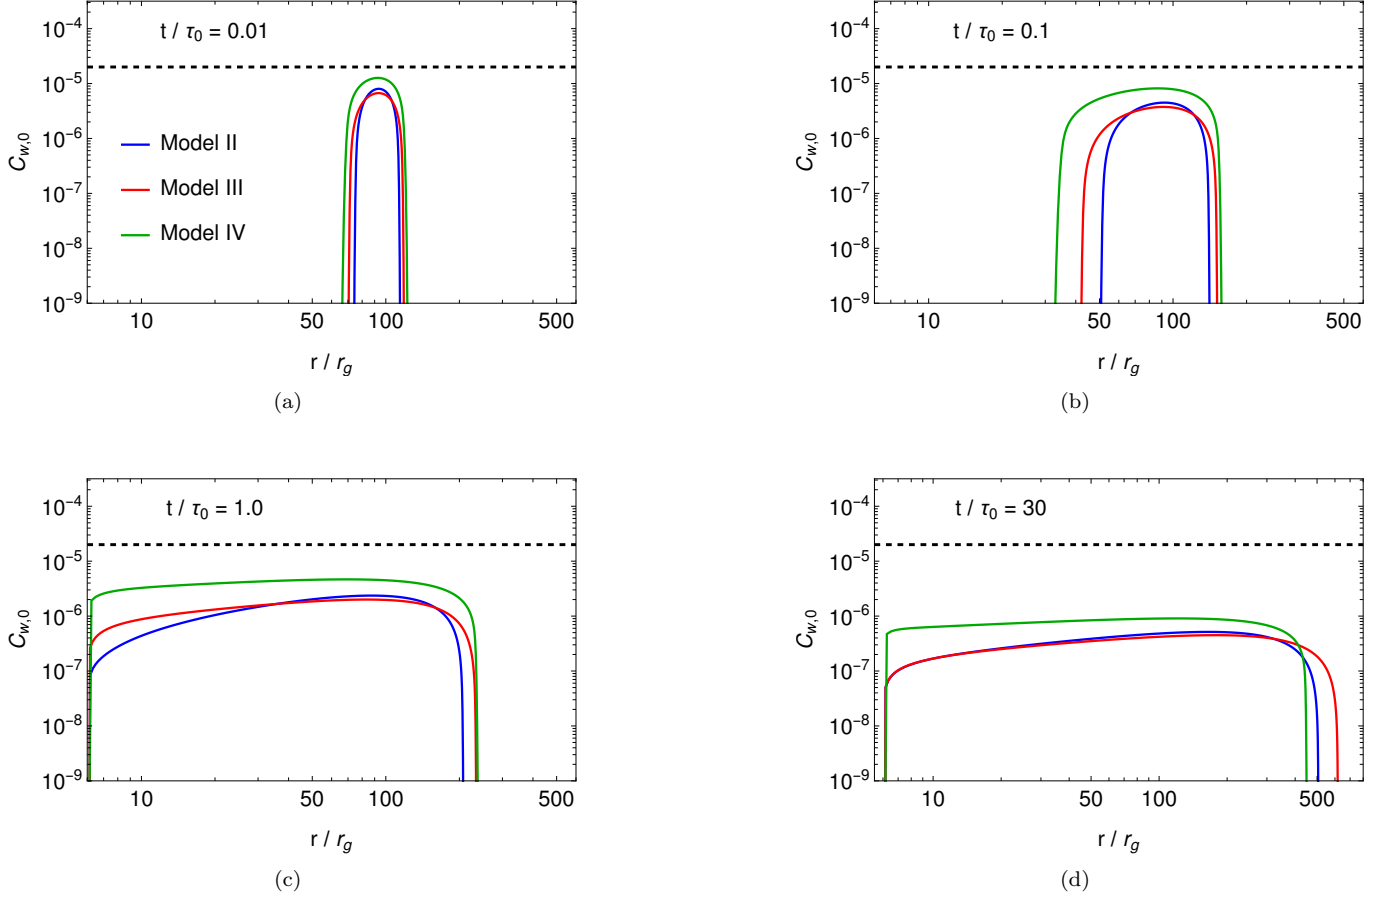 t / τ₀ = 0.01
10⁻⁴
10⁻⁵
10⁻⁶
10⁻⁷
10⁻⁸
10⁻⁹
C_{w,0}
Model II
Model III
Model IV
10 50 100 500
r / r_g
(a)
t / τ₀ = 0.1
10⁻⁴
10⁻⁵
10⁻⁶
10⁻⁷
10⁻⁸
10⁻⁹
C_{w,0}
10 50 100 500
r / r_g
(b)
t / τ₀ = 1.0
10⁻⁴
10⁻⁵
10⁻⁶
10⁻⁷
10⁻⁸
10⁻⁹
C_{w,0}
10 50 100 500
r / r_g
(c)
t / τ₀ = 30
10⁻⁴
10⁻⁵
10⁻⁶
10⁻⁷
10⁻⁸
10⁻⁹
C_{w,0}
10 50 100 500
r / r_g
(d)